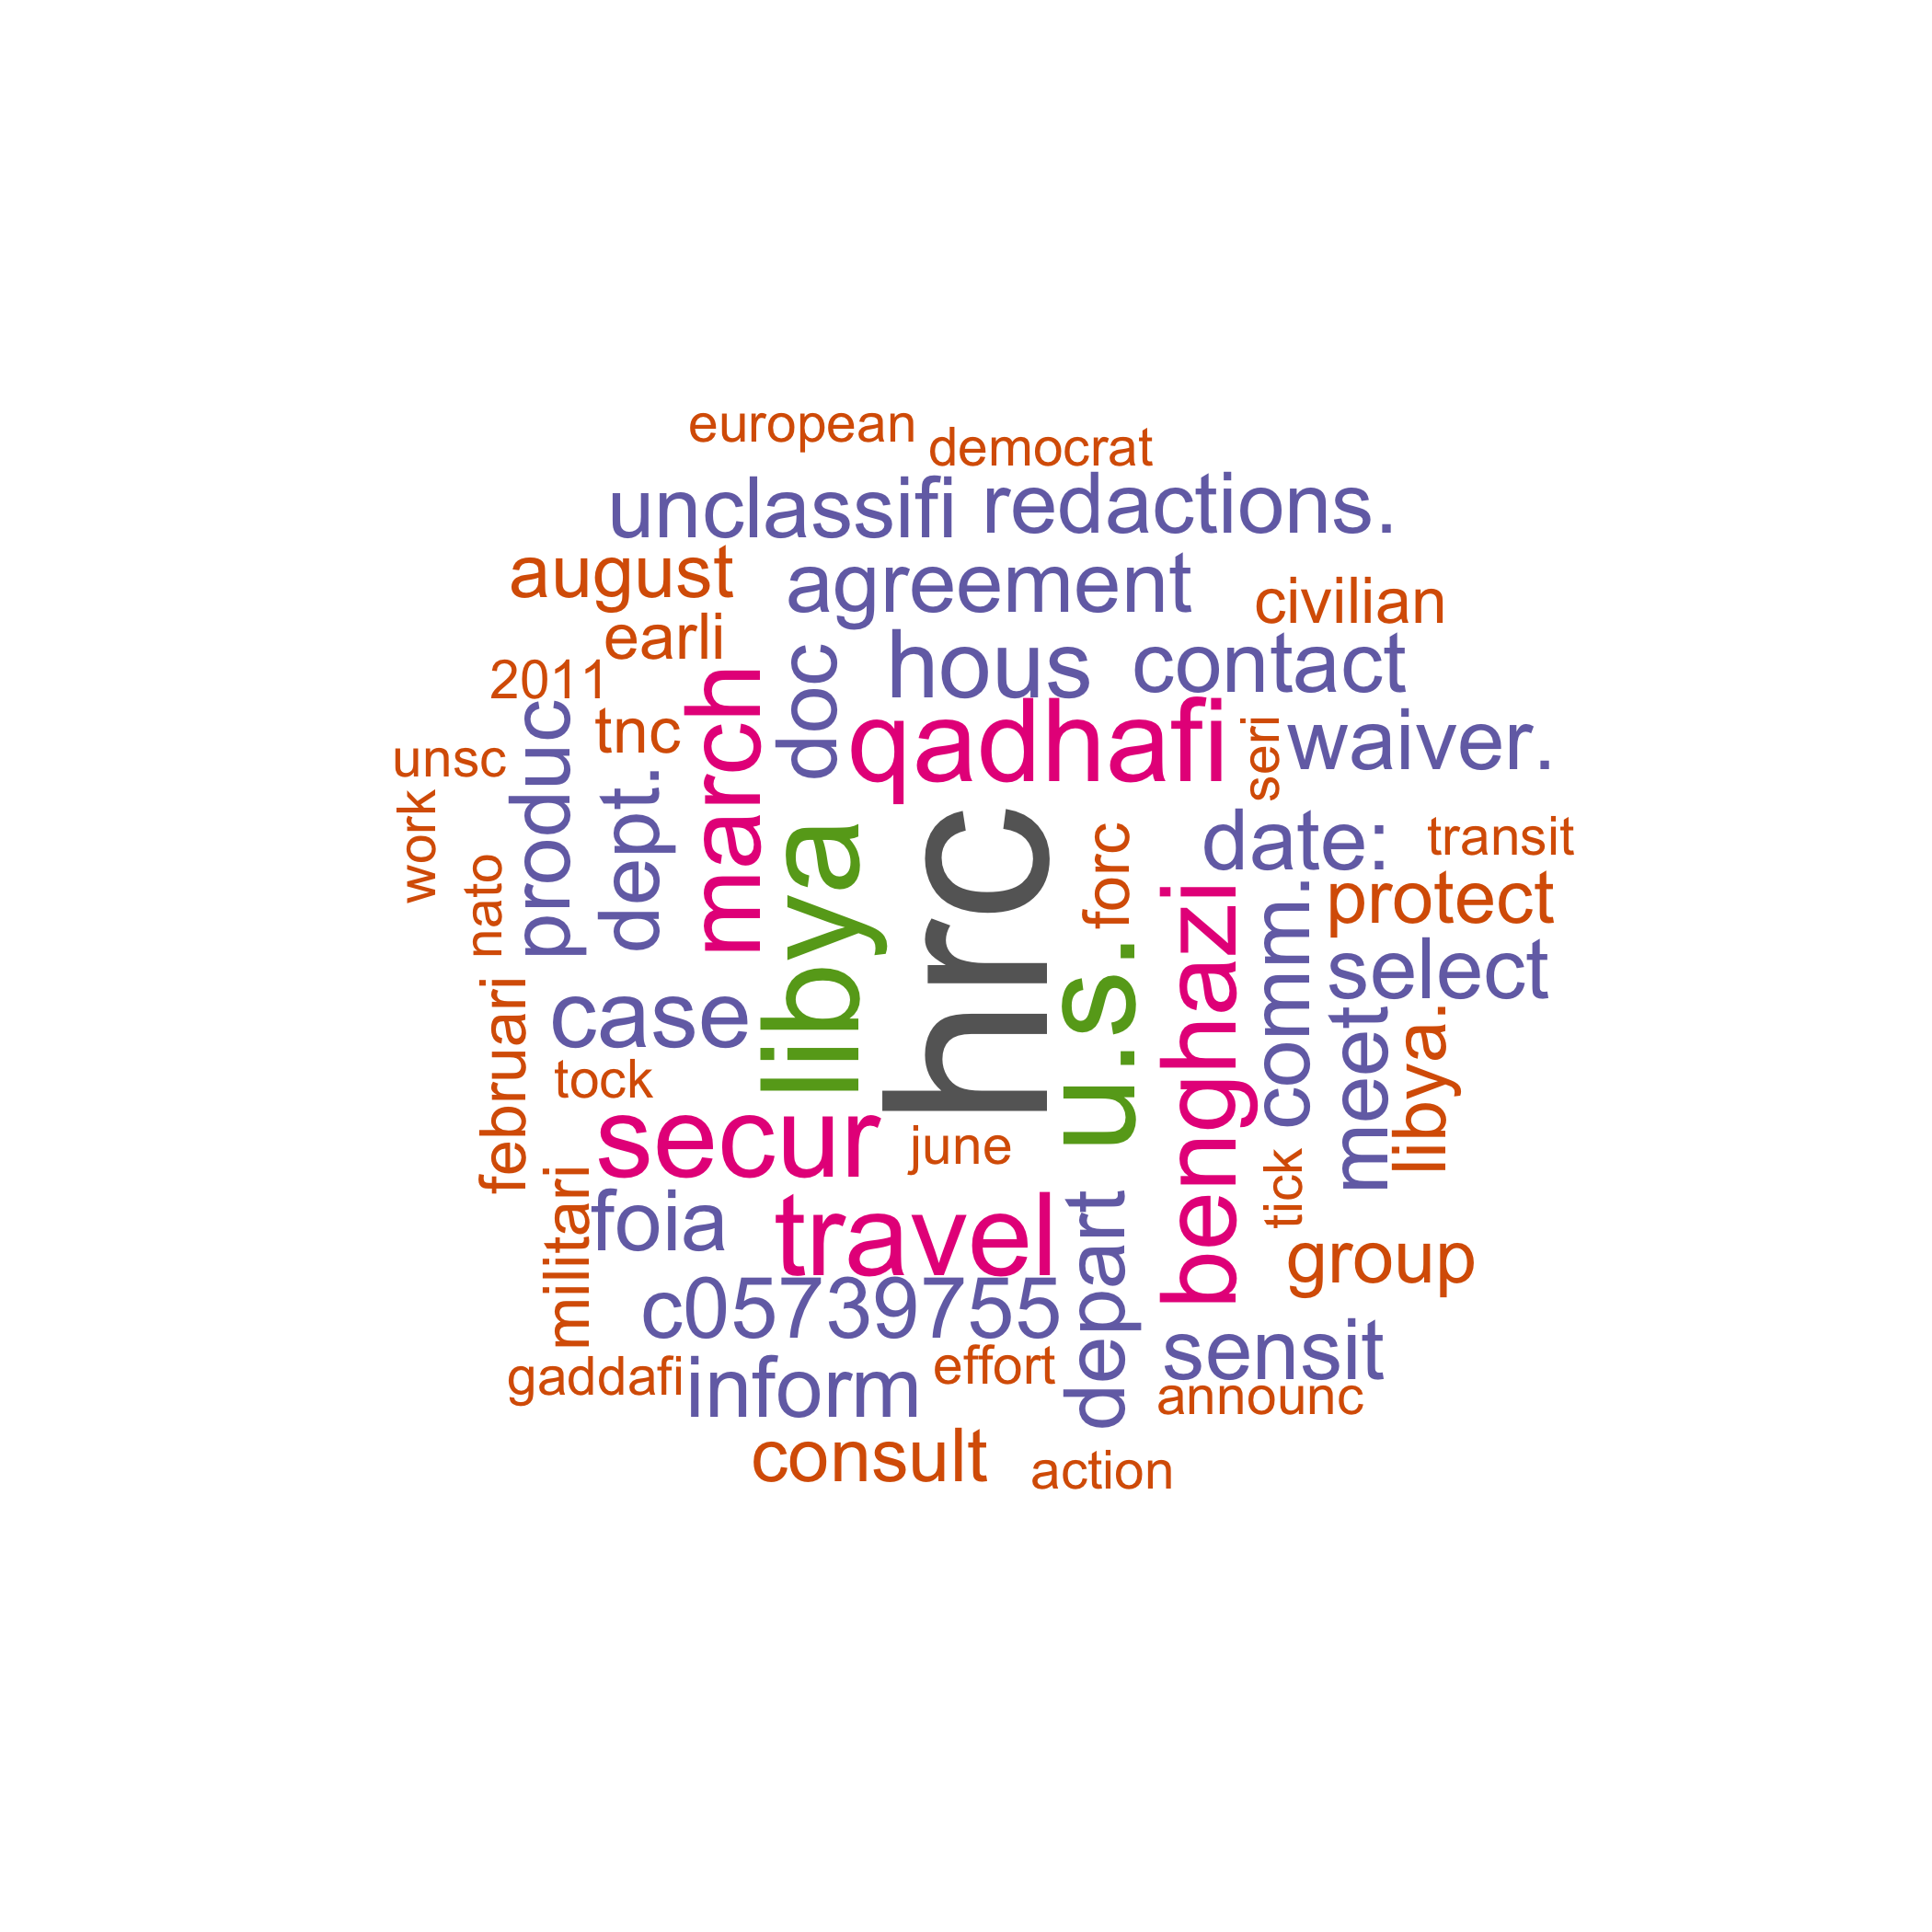 european
democrat
unclassifi redactions.
august
agreement
civilian
earli
hous
contact
2011
doc
march
qadhafi
seri
waiver.
tnc
unsc
produc
dept.
work
nato
libya
hrc
forc
date:
transit
protect
u.s.
benghazi
comm.
select
februari
case
meet
libya.
tock
secur
june
tick
militari
foia
travel
depart
group
c05739755
sensit
gaddafi
inform
effort
announc
consult
action